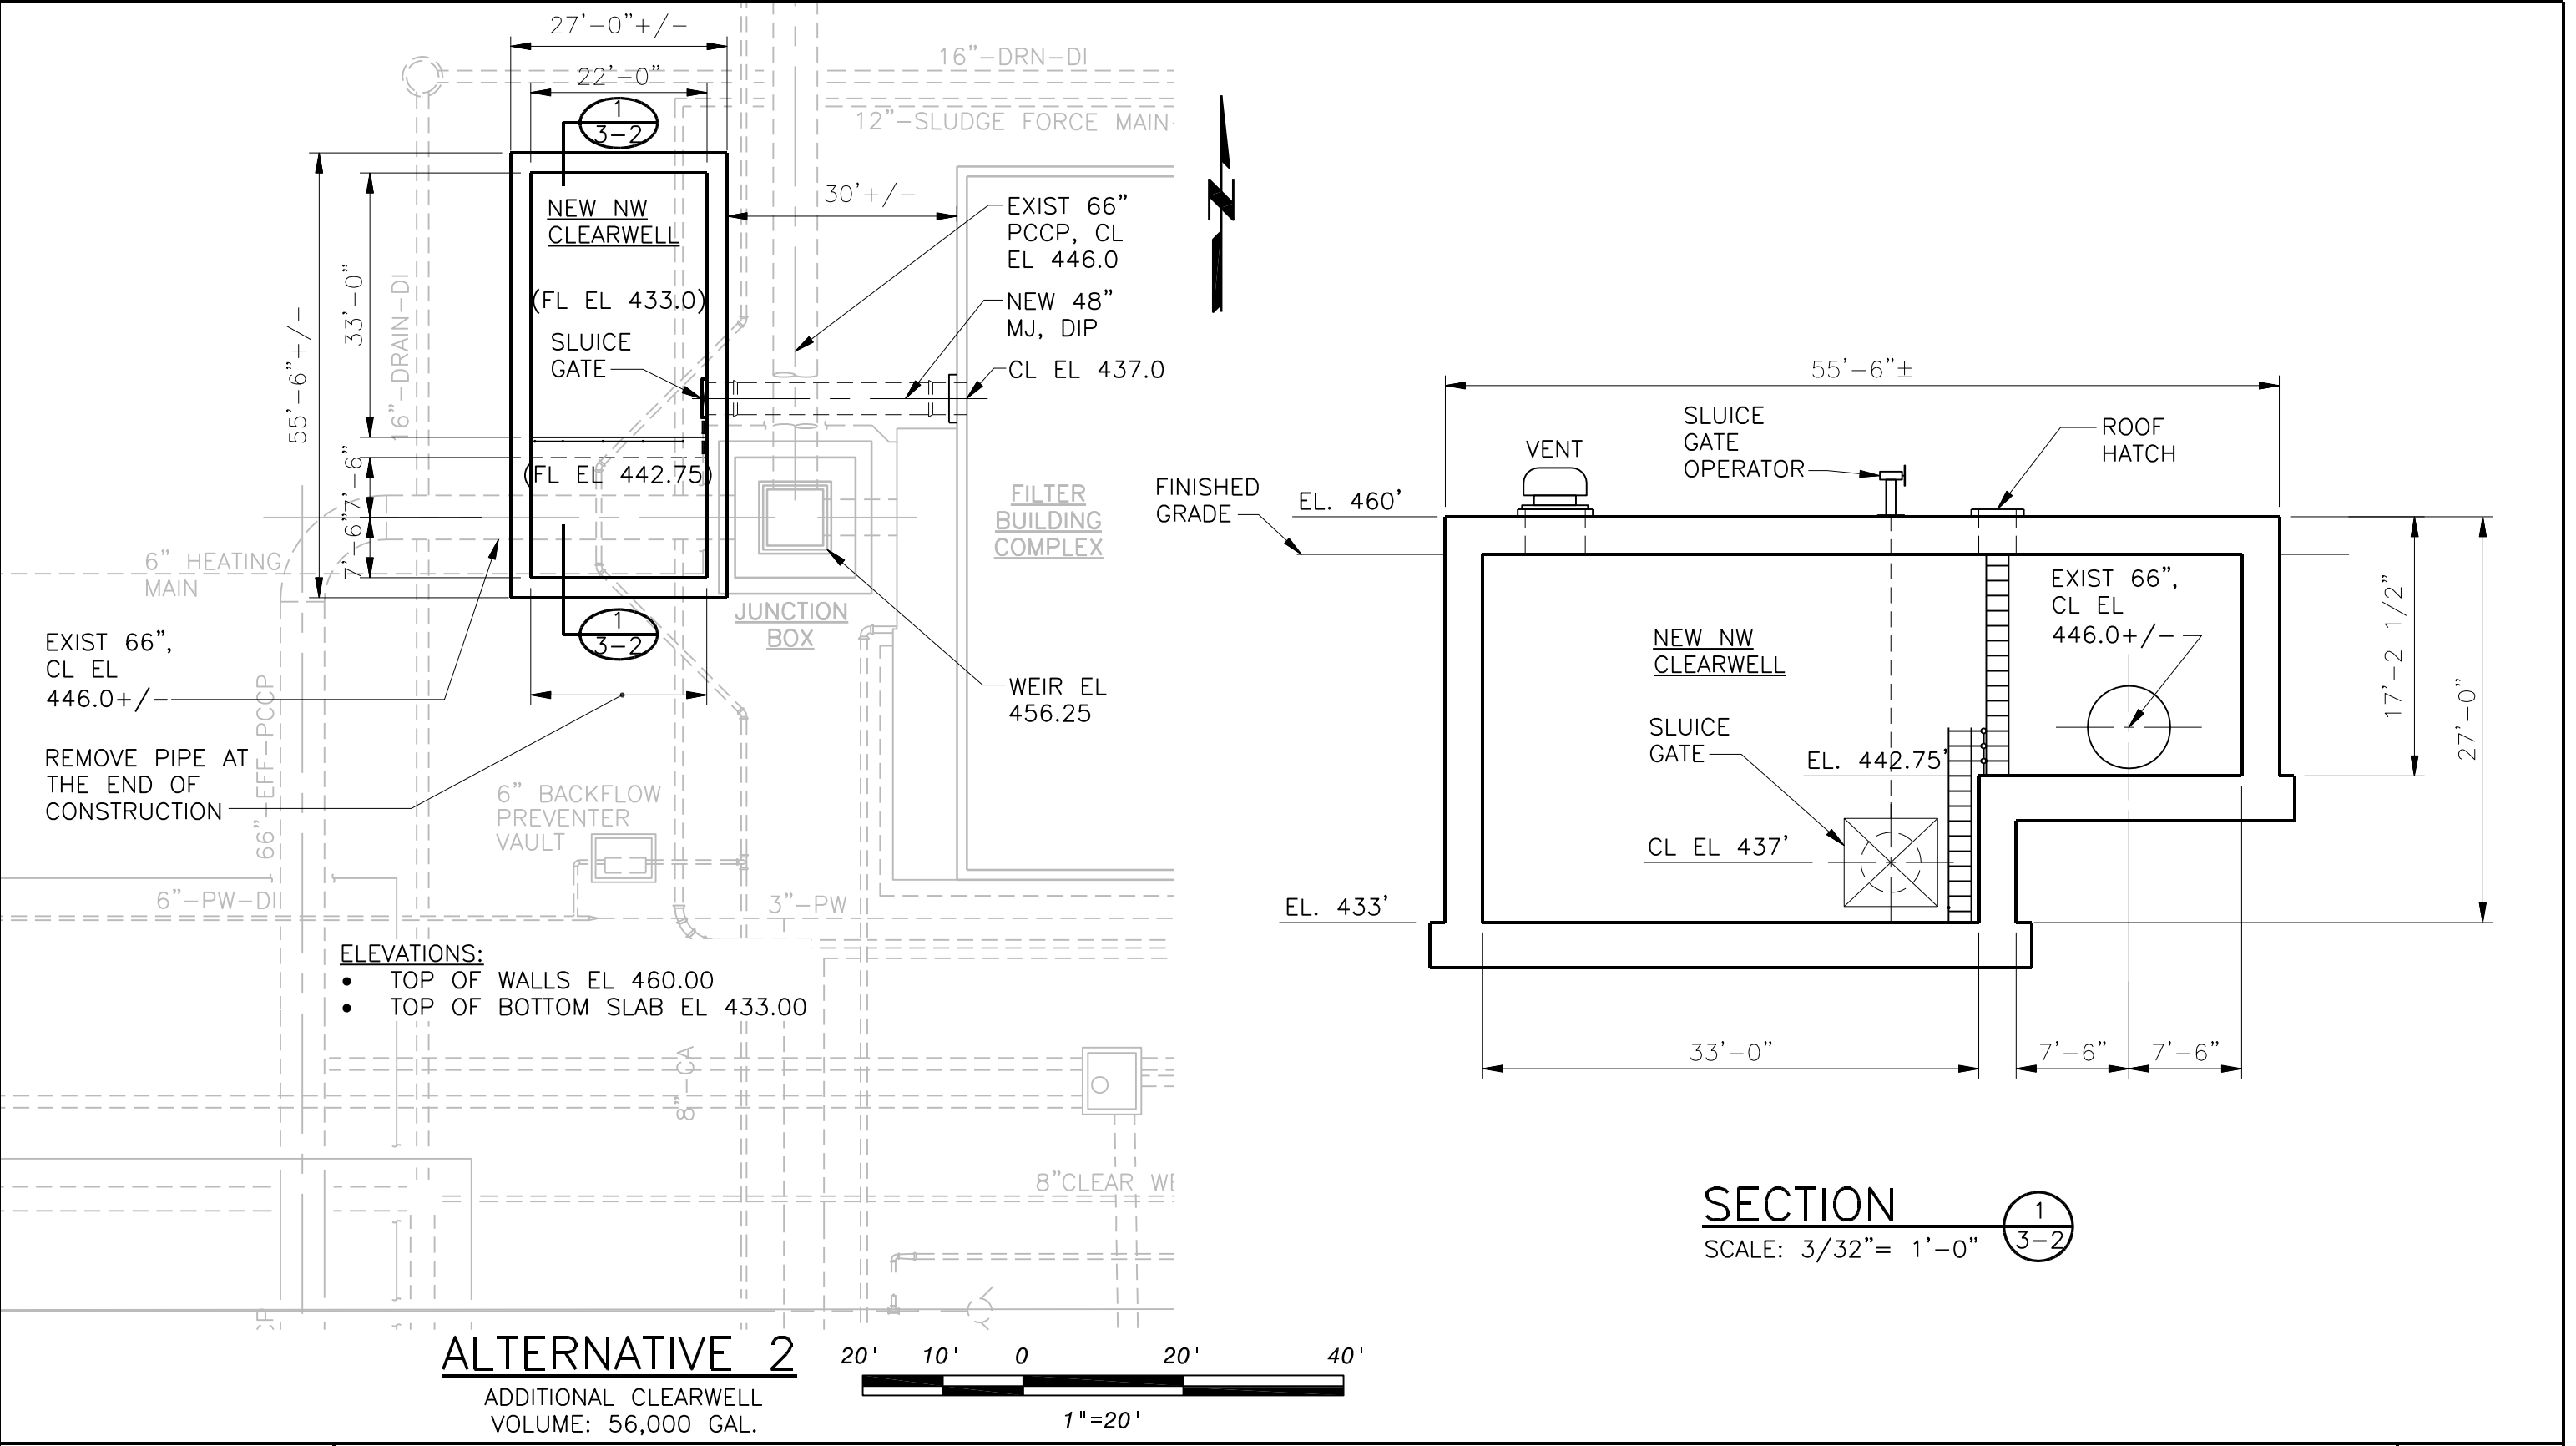 27'-0"+/-
22'-0"
1
3-2
16"-DRN-DI
12"-SLUDGE FORCE MAIN
30'+/-
NEW NW
CLEARWELL
(FL EL 433.0)
SLUICE
GATE
(FL EL 442.75)
55'-6"+/-
33'-0"
7'-6"
7'-6"
16"-DRAIN-DI
EXIST 66"
PCCP, CL
EL 446.0
NEW 48"
MJ, DIP
CL EL 437.0
FILTER
BUILDING
COMPLEX
6" HEATING
MAIN
JUNCTION
BOX
1
3-2
EXIST 66",
CL EL
446.0+/-
WEIR EL
456.25
REMOVE PIPE AT
THE END OF
CONSTRUCTION
66"-EFF-PCCP
6" BACKFLOW
PREVENTER
VAULT
6"-PW-DI
3"-PW
ELEVATIONS:
• TOP OF WALLS EL 460.00
• TOP OF BOTTOM SLAB EL 433.00
8"-CA
8"CLEAR WE
ALTERNATIVE 2
ADDITIONAL CLEARWELL
VOLUME: 56,000 GAL.
20' 10' 0 20' 40'
1"=20'
N
55'-6"±
VENT
SLUICE
GATE
OPERATOR
ROOF
HATCH
FINISHED
GRADE
EL. 460'
EXIST 66",
CL EL
446.0+/-
NEW NW
CLEARWELL
SLUICE
GATE
EL. 442.75'
CL EL 437'
EL. 433'
17'-2 1/2"
27'-0"
33'-0"
7'-6"
7'-6"
SECTION
1
3-2
SCALE: 3/32"= 1'-0"